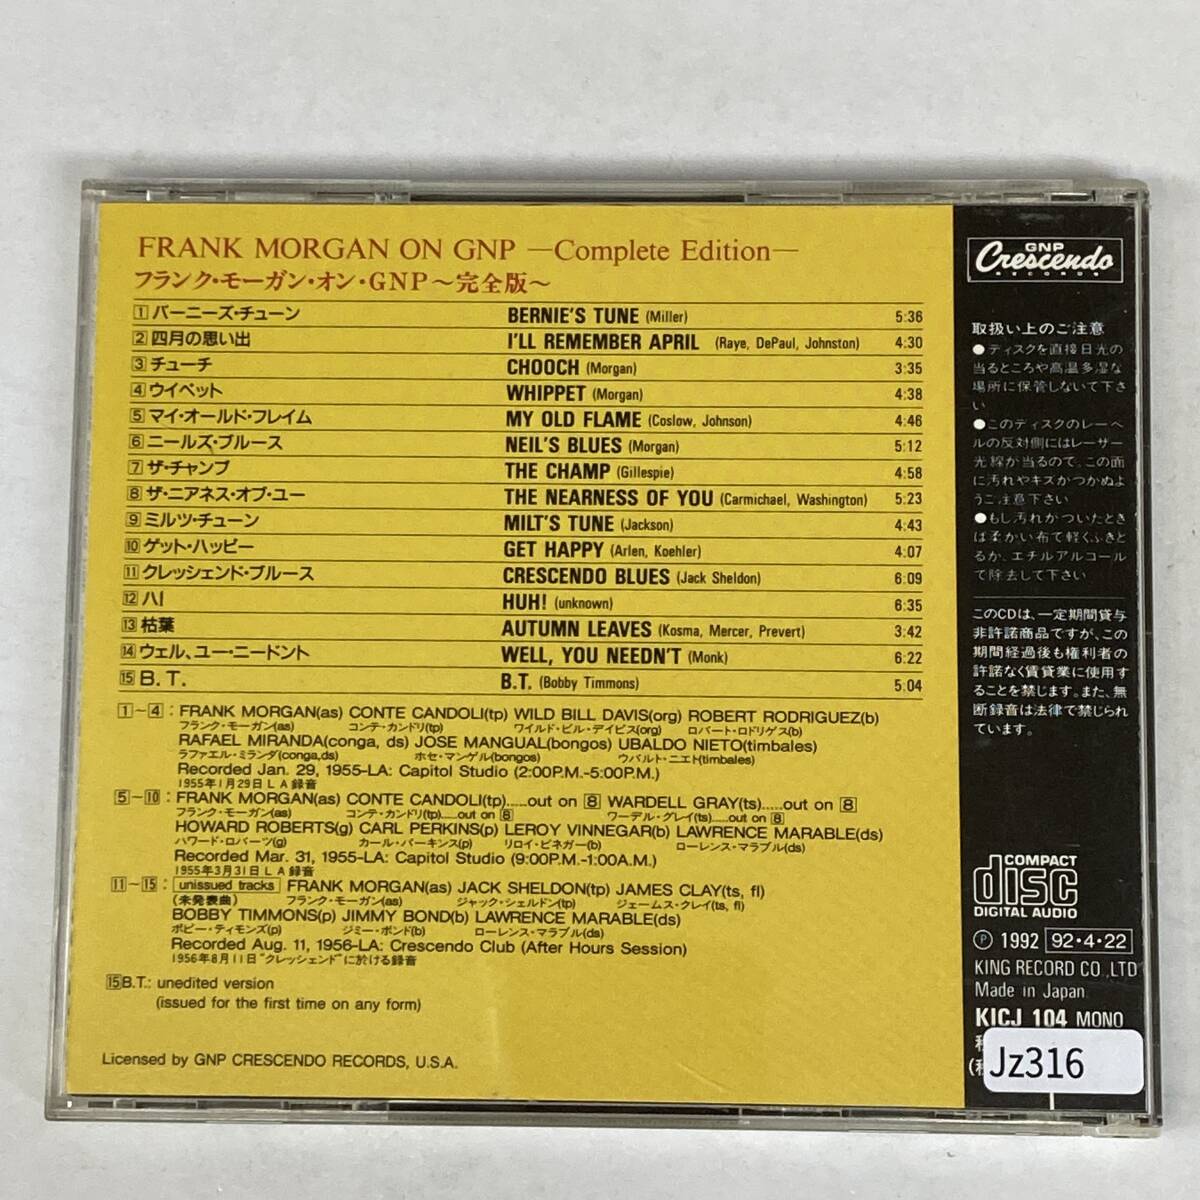 FRANK MORGAN ON GNP —Complete Edition—
フランク・モーガン・オン・GNP〜完全版〜
1 バーニーズ・チューン BERNIE'S TUNE (Miller) 5:36
2 四月の思い出 I'LL REMEMBER APRIL (Raye, DePaul, Johnston) 4:30
3 チューチ CHOOCH (Morgan) 3:35
4 ウイペット WHIPPET (Morgan) 4:38
5 マイ・オールド・フレイム MY OLD FLAME (Coslow, Johnson) 4:46
6 ニールズ・ブルース NEIL'S BLUES (Morgan) 5:12
7 ザ・チャンプ THE CHAMP (Gillespie) 4:58
8 ザ・ニアネス・オブ・ユー THE NEARNESS OF YOU (Carmichael, Washington) 5:23
9 ミルツ・チューン MILT'S TUNE (Jackson) 4:43
10 ゲット・ハッピー GET HAPPY (Arlen, Koehler) 4:07
11 クレッシェンド・ブルース CRESCENDO BLUES (Jack Sheldon) 6:09
12 ハ! HUH! (unknown) 6:35
13 枯葉 AUTUMN LEAVES (Kosma, Mercer, Prevert) 3:42
14 ウェル、ユー・ニードント WELL, YOU NEEDN'T (Monk) 6:22
15 B.T. B.T. (Bobby Timmons) 5:04
1〜4: FRANK MORGAN(as) CONTE CANDOLI(tp) WILD BILL DAVIS(org) ROBERT RODRIGUEZ(b)
フランク・モーガン(as) コンテ・カンドリ(tp) ワイルド・ビル・デイビス(org) ロバート・ロドリゲス(b)
RAFAEL MIRANDA(conga, ds) JOSE MANGUAL(bongos) UBALDO NIETO(timbales)
ラファエル・ミランダ(conga,ds) ホセ・マンゲル(bongos) ウバルト・ニエト(timbales)
Recorded Jan. 29, 1955-LA: Capitol Studio (2:00P.M.-5:00P.M.)
1955年1月29日LA録音
5〜10: FRANK MORGAN(as) CONTE CANDOLI(tp).....out on 8 WARDELL GRAY(ts).....out on 8
フランク・モーガン(as) コンテ・カンドリ(tp).....out on 8 ワーデル・グレイ(ts).....out on 8
HOWARD ROBERTS(g) CARL PERKINS(p) LEROY VINNEGAR(b) LAWRENCE MARABLE(ds)
ハワード・ロバーツ(g) カール・パーキンス(p) リロイ・ビネガー(b) ローレンス・マラブル(ds)
Recorded Mar. 31, 1955-LA: Capitol Studio (9:00P.M.-1:00A.M.)
1955年3月31日LA録音
11〜15: unissued tracks FRANK MORGAN(as) JACK SHELDON(tp) JAMES CLAY(ts, fl)
(未発表曲) フランク・モーガン(as) ジャック・シェルドン(tp) ジェームス・クレイ(ts, fl)
BOBBY TIMMONS(p) JIMMY BOND(b) LAWRENCE MARABLE(ds)
ボビー・ティモンズ(p) ジミー・ボンド(b) ローレンス・マラブル(ds)
Recorded Aug. 11, 1956-LA: Crescendo Club (After Hours Session)
1956年8月11日"クレッシェンド"に於ける録音
15B.T.: unedited version
(issued for the first time on any form)
Licensed by GNP CRESCENDO RECORDS, U.S.A.
GNP
Crescendo
RECORDS
取扱い上のご注意
●ディスクを直接日光の
当るところや高温多湿な
場所に保管しないて下さ
い
●このディスクのレーベ
ルの反対側にはレーザー
光線が当るので、この面
に汚れやキズがつかぬよ
うご注意下さい
●もし汚れがついたとき
は柔かい布で軽くふきと
るか、エチルアルコール
で除去して下さい
このCDは、一定期間貸与
非許諾商品ですが、この
期間経過後も権利者の
許諾なく賃貸業に使用す
ることを禁じます。また、無
断録音は法律で禁じられ
ています。
COMPACT
disc
DIGITAL AUDIO
Ⓟ 1992 92・4・22
KING RECORD CO.,LTD
Made in Japan
KICJ 104 MONO
Jz316